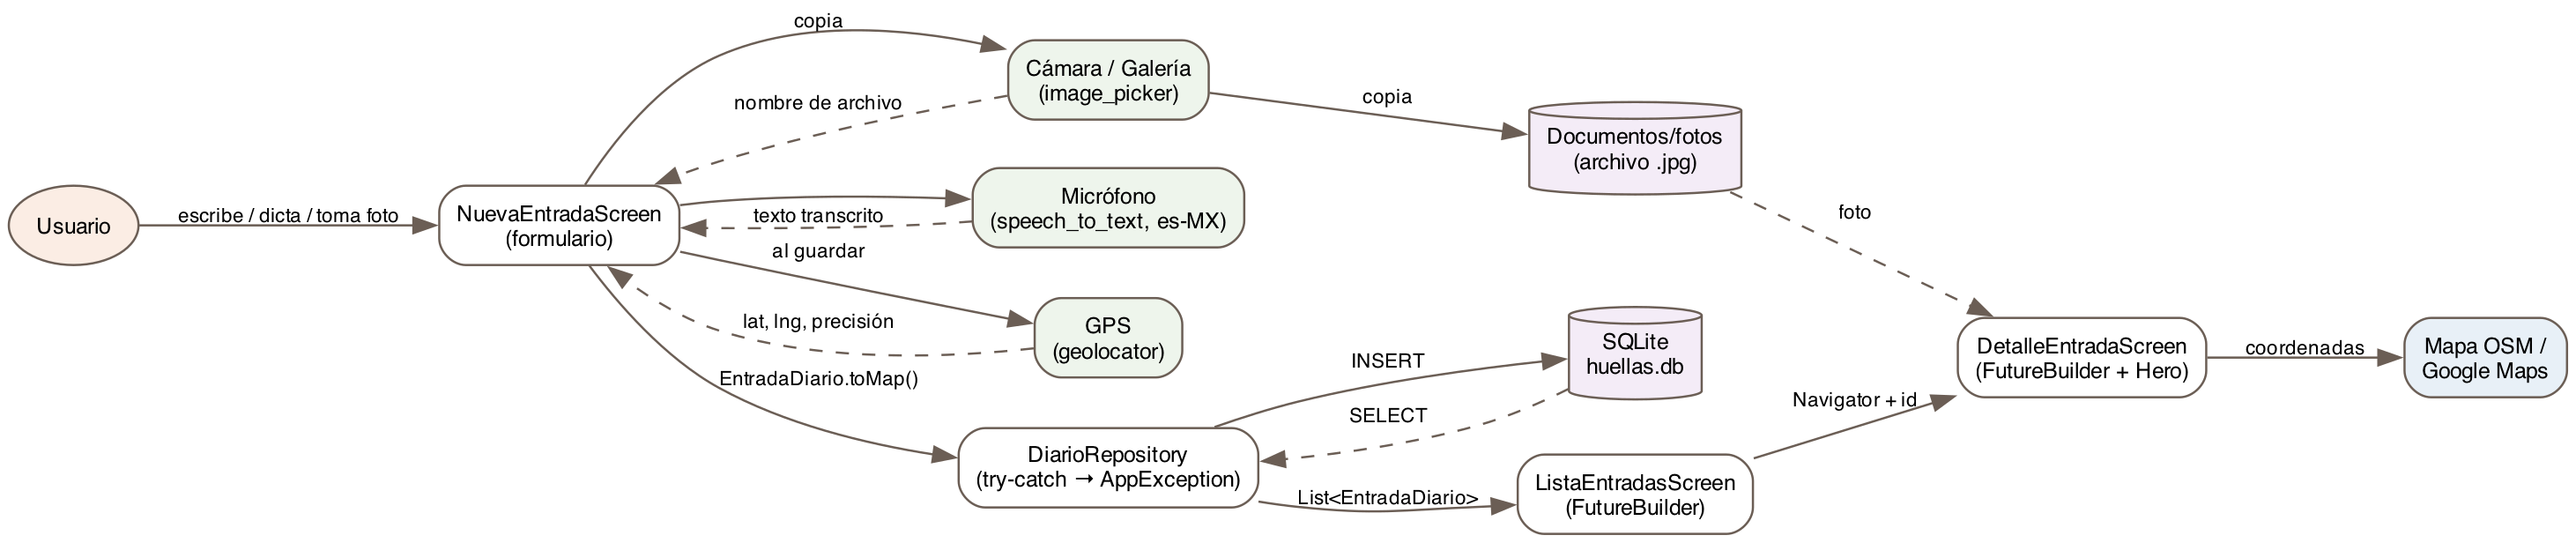 Usuario
escribe / dicta / toma foto
NuevaEntradaScreen
(formulario)
copia
nombre de archivo
texto transcrito
al guardar
lat, lng, precisión
EntradaDiario.toMap()
Cámara / Galería
(image_picker)
Micrófono
(speech_to_text, es-MX)
GPS
(geolocator)
DiarioRepository
(try-catch → AppException)
copia
INSERT
SELECT
List<EntradaDiario>
Documentos/fotos
(archivo .jpg)
SQLite
huellas.db
ListaEntradasScreen
(FutureBuilder)
foto
Navigator + id
DetalleEntradaScreen
(FutureBuilder + Hero)
coordenadas
Mapa OSM /
Google Maps